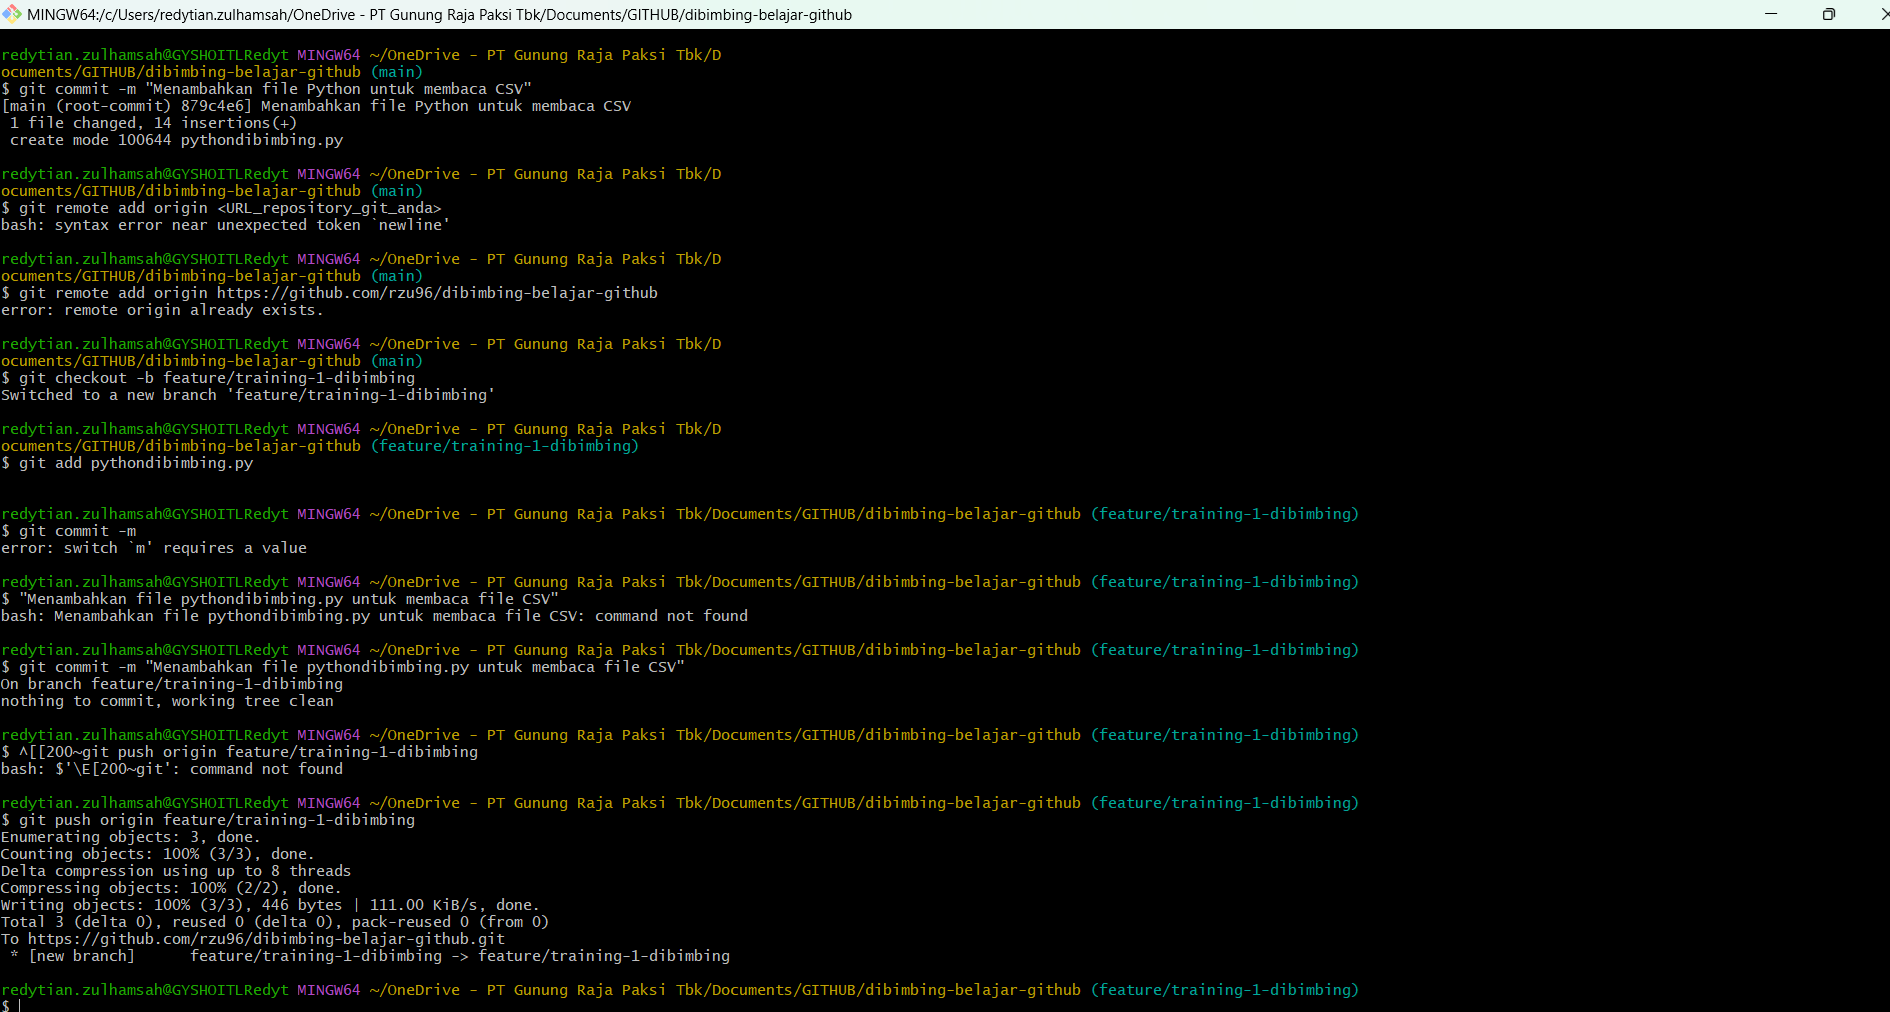 MINGW64:/c/Users/redytian.zulhamsah/OneDrive - PT Gunung Raja Paksi Tbk/Documents/GITHUB/dibimbing-belajar-github
redytian.zulhamsah@GYSHOITLRedyt MINGW64 ~/OneDrive - PT Gunung Raja Paksi Tbk/D
ocuments/GITHUB/dibimbing-belajar-github (main)
$ git commit -m "Menambahkan file Python untuk membaca CSV"
[main (root-commit) 879c4e6] Menambahkan file Python untuk membaca CSV
 1 file changed, 14 insertions(+)
 create mode 100644 pythondibimbing.py
redytian.zulhamsah@GYSHOITLRedyt MINGW64 ~/OneDrive - PT Gunung Raja Paksi Tbk/D
ocuments/GITHUB/dibimbing-belajar-github (main)
$ git remote add origin <URL_repository_git_anda>
bash: syntax error near unexpected token `newline'
redytian.zulhamsah@GYSHOITLRedyt MINGW64 ~/OneDrive - PT Gunung Raja Paksi Tbk/D
ocuments/GITHUB/dibimbing-belajar-github (main)
$ git remote add origin https://github.com/rzu96/dibimbing-belajar-github
error: remote origin already exists.
redytian.zulhamsah@GYSHOITLRedyt MINGW64 ~/OneDrive - PT Gunung Raja Paksi Tbk/D
ocuments/GITHUB/dibimbing-belajar-github (main)
$ git checkout -b feature/training-1-dibimbing
Switched to a new branch 'feature/training-1-dibimbing'
redytian.zulhamsah@GYSHOITLRedyt MINGW64 ~/OneDrive - PT Gunung Raja Paksi Tbk/D
ocuments/GITHUB/dibimbing-belajar-github (feature/training-1-dibimbing)
$ git add pythondibimbing.py
redytian.zulhamsah@GYSHOITLRedyt MINGW64 ~/OneDrive - PT Gunung Raja Paksi Tbk/Documents/GITHUB/dibimbing-belajar-github (feature/training-1-dibimbing)
$ git commit -m
error: switch `m' requires a value
redytian.zulhamsah@GYSHOITLRedyt MINGW64 ~/OneDrive - PT Gunung Raja Paksi Tbk/Documents/GITHUB/dibimbing-belajar-github (feature/training-1-dibimbing)
$ "Menambahkan file pythondibimbing.py untuk membaca file CSV"
bash: Menambahkan file pythondibimbing.py untuk membaca file CSV: command not found
redytian.zulhamsah@GYSHOITLRedyt MINGW64 ~/OneDrive - PT Gunung Raja Paksi Tbk/Documents/GITHUB/dibimbing-belajar-github (feature/training-1-dibimbing)
$ git commit -m "Menambahkan file pythondibimbing.py untuk membaca file CSV"
On branch feature/training-1-dibimbing
nothing to commit, working tree clean
redytian.zulhamsah@GYSHOITLRedyt MINGW64 ~/OneDrive - PT Gunung Raja Paksi Tbk/Documents/GITHUB/dibimbing-belajar-github (feature/training-1-dibimbing)
$ ^[[200~git push origin feature/training-1-dibimbing
bash: $'\E[200~git': command not found
redytian.zulhamsah@GYSHOITLRedyt MINGW64 ~/OneDrive - PT Gunung Raja Paksi Tbk/Documents/GITHUB/dibimbing-belajar-github (feature/training-1-dibimbing)
$ git push origin feature/training-1-dibimbing
Enumerating objects: 3, done.
Counting objects: 100% (3/3), done.
Delta compression using up to 8 threads
Compressing objects: 100% (2/2), done.
Writing objects: 100% (3/3), 446 bytes | 111.00 KiB/s, done.
Total 3 (delta 0), reused 0 (delta 0), pack-reused 0 (from 0)
To https://github.com/rzu96/dibimbing-belajar-github.git
 * [new branch]      feature/training-1-dibimbing -> feature/training-1-dibimbing
redytian.zulhamsah@GYSHOITLRedyt MINGW64 ~/OneDrive - PT Gunung Raja Paksi Tbk/Documents/GITHUB/dibimbing-belajar-github (feature/training-1-dibimbing)
$